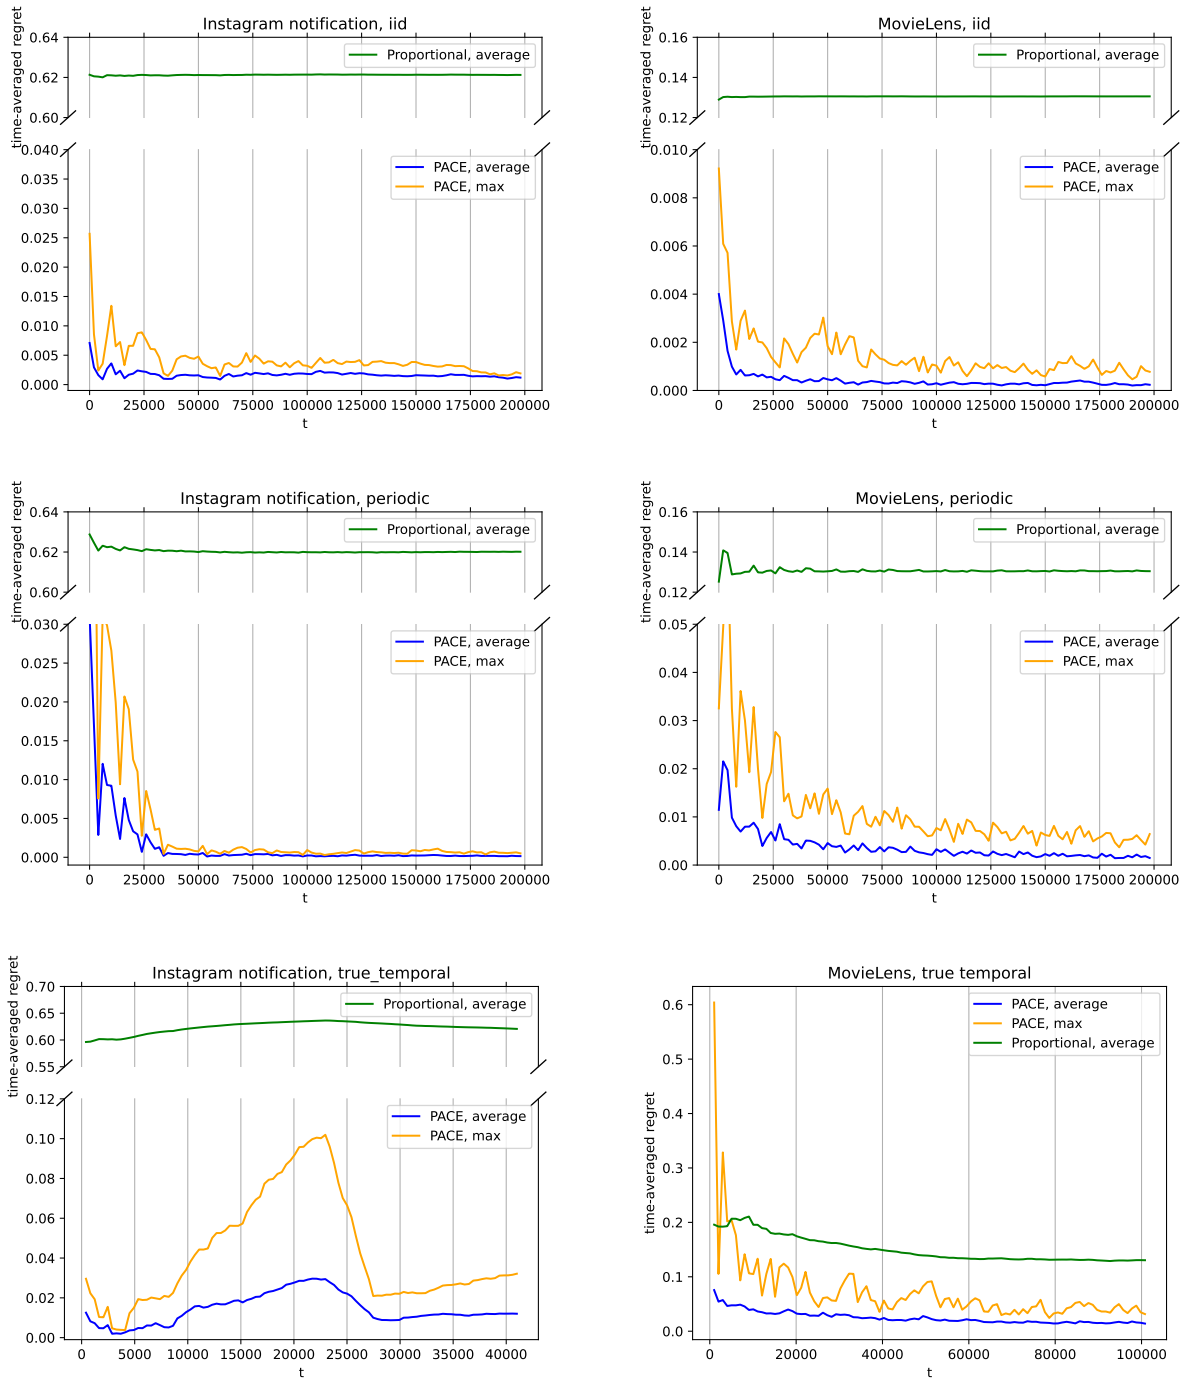 Instagram notification, iid
time-averaged regret
0.64
0.62
0.60
Proportional, average
0.040
0.035
0.030
0.025
0.020
0.015
0.010
0.005
0.000
PACE, average
PACE, max
0 25000 50000 75000 100000 125000 150000 175000 200000
t
MovieLens, iid
time-averaged regret
0.16
0.14
0.12
Proportional, average
0.010
0.008
0.006
0.004
0.002
0.000
PACE, average
PACE, max
0 25000 50000 75000 100000 125000 150000 175000 200000
t
Instagram notification, periodic
time-averaged regret
0.64
0.62
0.60
Proportional, average
0.030
0.025
0.020
0.015
0.010
0.005
0.000
PACE, average
PACE, max
0 25000 50000 75000 100000 125000 150000 175000 200000
t
MovieLens, periodic
time-averaged regret
0.16
0.14
0.12
Proportional, average
0.05
0.04
0.03
0.02
0.01
0.00
PACE, average
PACE, max
0 25000 50000 75000 100000 125000 150000 175000 200000
t
Instagram notification, true_temporal
time-averaged regret
0.70
0.60
0.55
Proportional, average
0.12
0.10
0.08
0.06
0.04
0.02
0.00
PACE, average
PACE, max
0 5000 10000 15000 20000 25000 30000 35000 40000
t
MovieLens, true temporal
time-averaged regret
0.6
0.5
0.4
0.3
0.2
0.1
0.0
PACE, average
PACE, max
Proportional, average
0 20000 40000 60000 80000 100000
t